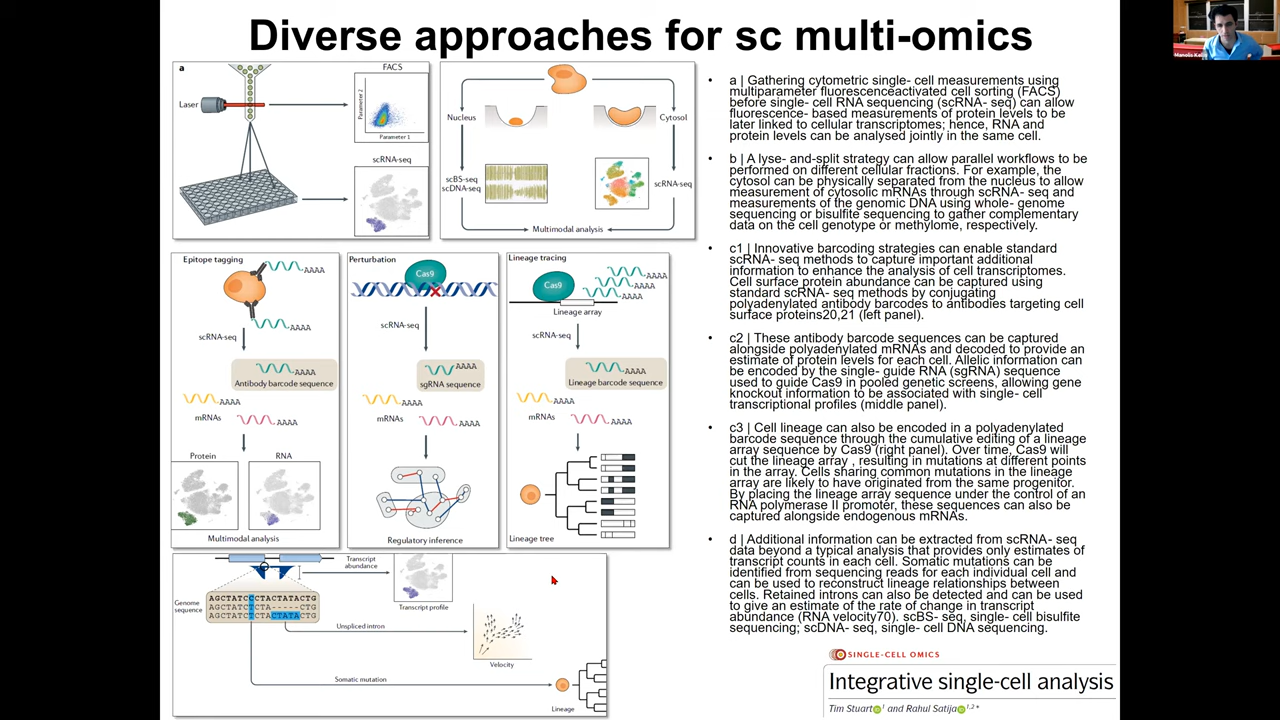 Diverse approaches for sc multi-omics
a
FACS
Laser
Parameter 2
Parameter 1
scRNA-seq
Nucleus
Cytosol
scBS-seq
scDNA-seq
scRNA-seq
Multimodal analysis
Epitope tagging
AAAA
AAAA
scRNA-seq
AAAA
Antibody barcode sequence
AAAA
mRNAs
AAAA
Protein
RNA
Multimodal analysis
Perturbation
Cas9
scRNA-seq
AAAA
sgRNA sequence
AAAA
mRNAs
AAAA
Regulatory inference
Lineage tracing
Cas9
AAAA
AAAA
AAAA
Lineage array
scRNA-seq
AAAA
Lineage barcode sequence
AAAA
mRNAs
AAAA
Lineage tree
Transcript
abundance
Genome
sequence
AGCTATCCCTACTATACTG
AGCTATCTCTA-----CTG
AGCTATCTCTACTATACTG
Transcript profile
Unspliced intron
Velocity
Somatic mutation
Lineage
• a | Gathering cytometric single- cell measurements using
multiparameter fluorescenceactivated cell sorting (FACS)
before single- cell RNA sequencing (scRNA- seq) can allow
fluorescence- based measurements of protein levels to be
later linked to cellular transcriptomes; hence, RNA and
protein levels can be analysed jointly in the same cell.
• b | A lyse- and-split strategy can allow parallel workflows to be
performed on different cellular fractions. For example, the
cytosol can be physically separated from the nucleus to allow
measurement of cytosolic mRNAs through scRNA- seq and
measurements of the genomic DNA using whole- genome
sequencing or bisulfite sequencing to gather complementary
data on the cell genotype or methylome, respectively.
• c1 | Innovative barcoding strategies can enable standard
scRNA- seq methods to capture important additional
information to enhance the analysis of cell transcriptomes.
Cell surface protein abundance can be captured using
standard scRNA- seq methods by conjugating
polyadenylated antibody barcodes to antibodies targeting cell
surface proteins20,21 (left panel).
• c2 | These antibody barcode sequences can be captured
alongside polyadenylated mRNAs and decoded to provide an
estimate of protein levels for each cell. Allelic information can
be encoded by the single- guide RNA (sgRNA) sequence
used to guide Cas9 in pooled genetic screens, allowing gene
knockout information to be associated with single- cell
transcriptional profiles (middle panel).
• c3 | Cell lineage can also be encoded in a polyadenylated
barcode sequence through the cumulative editing of a lineage
array sequence by Cas9 (right panel). Over time, Cas9 will
cut the lineage array , resulting in mutations at different points
in the array. Cells sharing common mutations in the lineage
array are likely to have originated from the same progenitor.
By placing the lineage array sequence under the control of an
RNA polymerase II promoter, these sequences can also be
captured alongside endogenous mRNAs.
• d | Additional information can be extracted from scRNA- seq
data beyond a typical analysis that provides only estimates of
transcript counts in each cell. Somatic mutations can be
identified from sequencing reads for each individual cell and
can be used to reconstruct lineage relationships between
cells. Retained introns can also be detected and can be used
to give an estimate of the rate of change in transcript
abundance (RNA velocity70). scBS- seq, single- cell bisulfite
sequencing; scDNA- seq, single- cell DNA sequencing.
SINGLE-CELL OMICS
Integrative single-cell analysis
Tim Stuart 1 and Rahul Satija 1,2 *